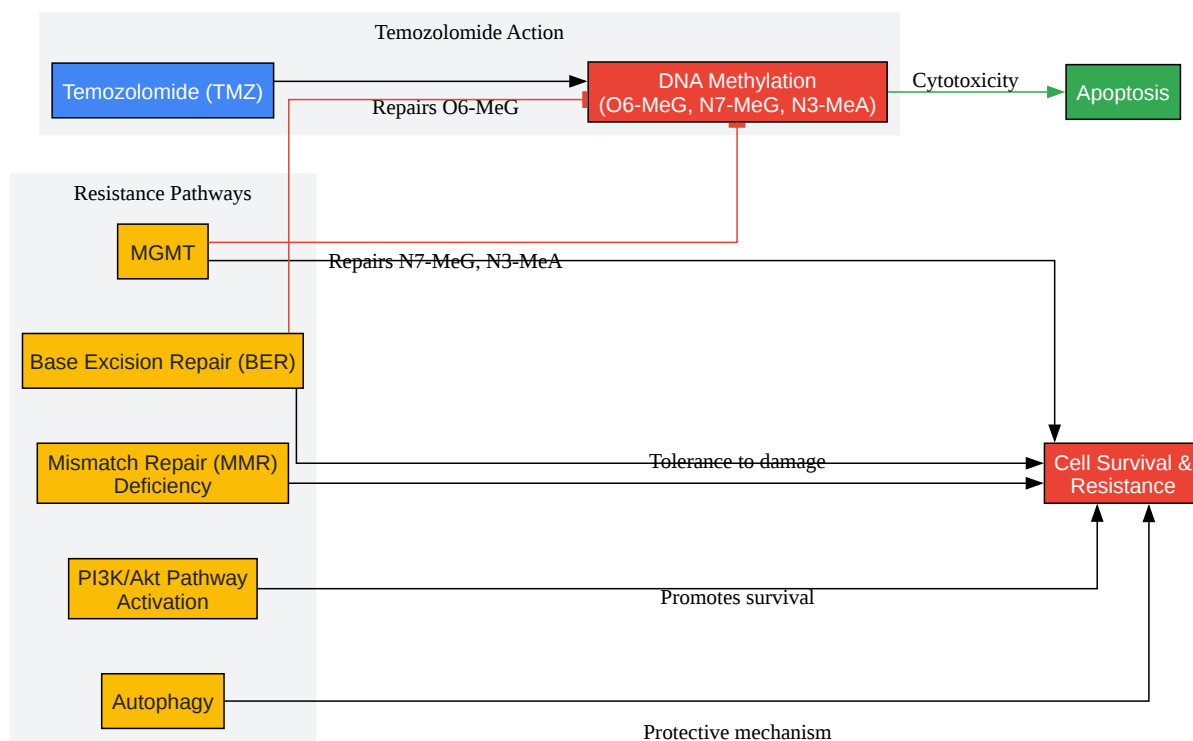 Temozolomide Action
Temozolomide (TMZ)
DNA Methylation
(O6-MeG, N7-MeG, N3-MeA)
Cytotoxicity
Apoptosis
Repairs O6-MeG
Resistance Pathways
MGMT
Repairs N7-MeG, N3-MeA
Base Excision Repair (BER)
Mismatch Repair (MMR)
Deficiency
Tolerance to damage
Cell Survival &
Resistance
PI3K/Akt Pathway
Activation
Promotes survival
Autophagy
Protective mechanism